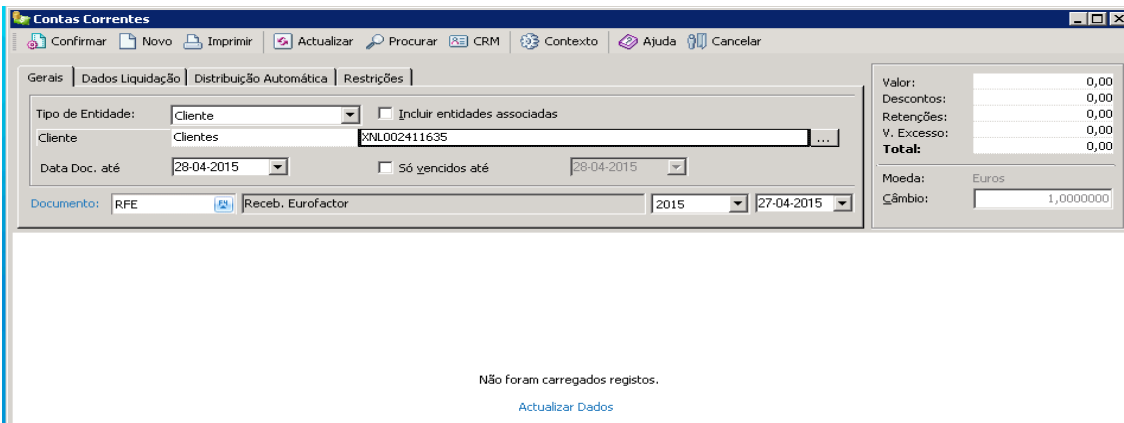 Contas Correntes
Confirmar Novo Imprimir Actualizar Procurar CRM Contexto Ajuda Cancelar
Gerais Dados Liquidação Distribuição Automática Restrições
Tipo de Entidade: Cliente Incluir entidades associadas
Cliente Clientes XNL002411635 ...
Data Doc. até 28-04-2015 Só vencidos até 28-04-2015
Documento: RFE Receb. Eurofactor 2015 27-04-2015
Valor: 0,00
Descontos: 0,00
Retenções: 0,00
V. Excesso: 0,00
Total: 0,00
Moeda: Euros
Câmbio: 1,0000000
Não foram carregados registos.
Actualizar Dados